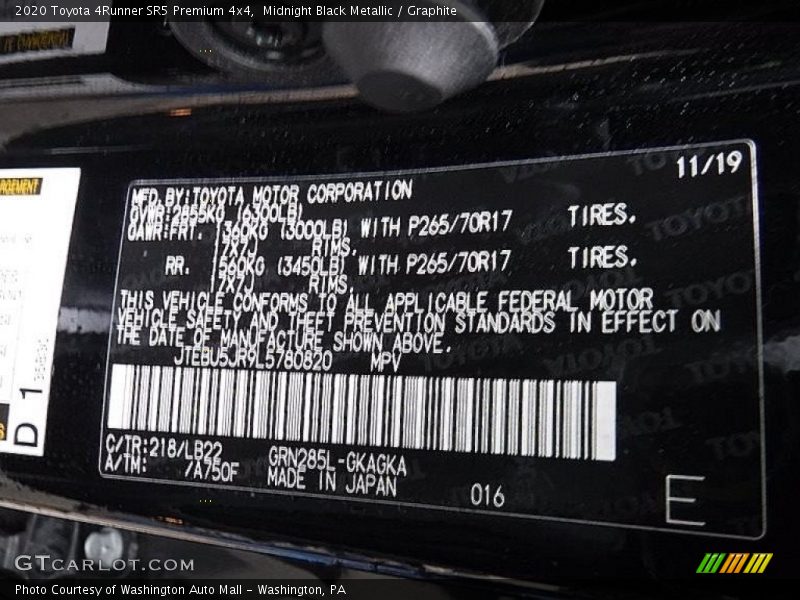 2020 Toyota 4Runner SR5 Premium 4x4, Midnight Black Metallic / Graphite
11/19
MFD. BY: TOYOTA MOTOR CORPORATION
GVWR: 2855KG (6300LB)
GAWR: FRT. 1360KG (3000LB) WITH P265/70R17 TIRES.
17X7J RIMS.
RR. 1560KG (3450LB) WITH P265/70R17 TIRES.
17X7J RIMS.
THIS VEHICLE CONFORMS TO ALL APPLICABLE FEDERAL MOTOR
VEHICLE SAFETY AND THEFT PREVENTION STANDARDS IN EFFECT ON
THE DATE OF MANUFACTURE SHOWN ABOVE.
JTEBU5JR9L5780820 MPV
C/TR: 218/LB22 GRN285L-GKAGKA
A/TM: /A750F MADE IN JAPAN
016
E
D 1
GTCARLOT.COM
Photo Courtesy of Washington Auto Mall - Washington, PA